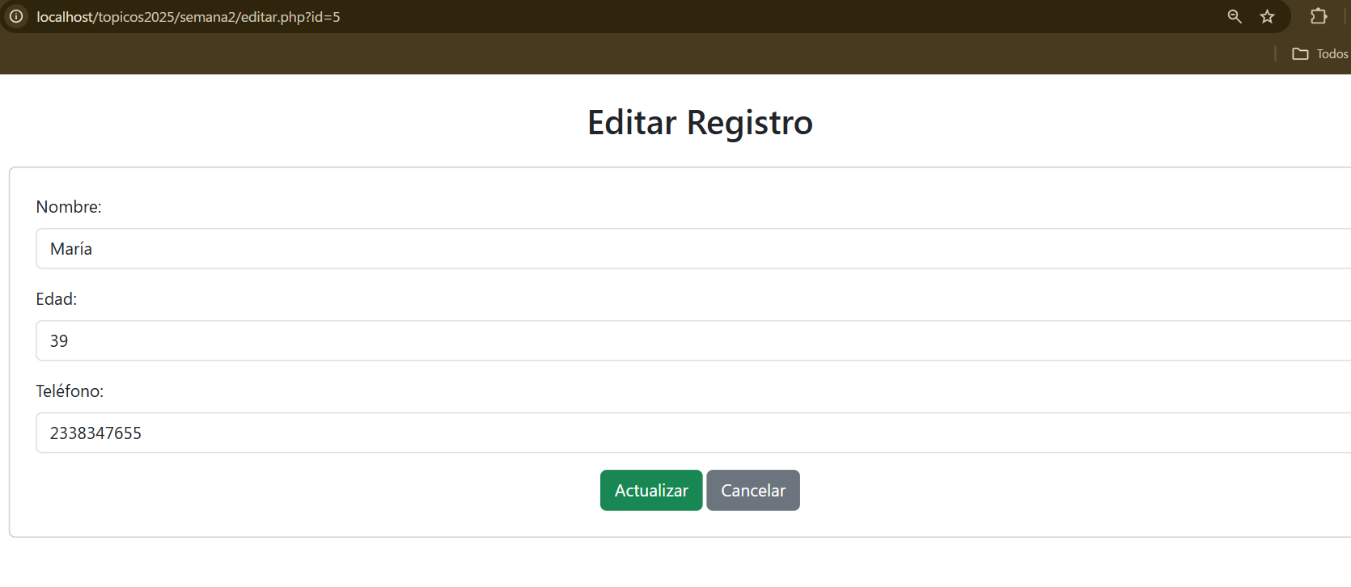 localhost/topicos2025/semana2/editar.php?id=5
Todos
Editar Registro
Nombre:
María
Edad:
39
Teléfono:
2338347655
Actualizar Cancelar